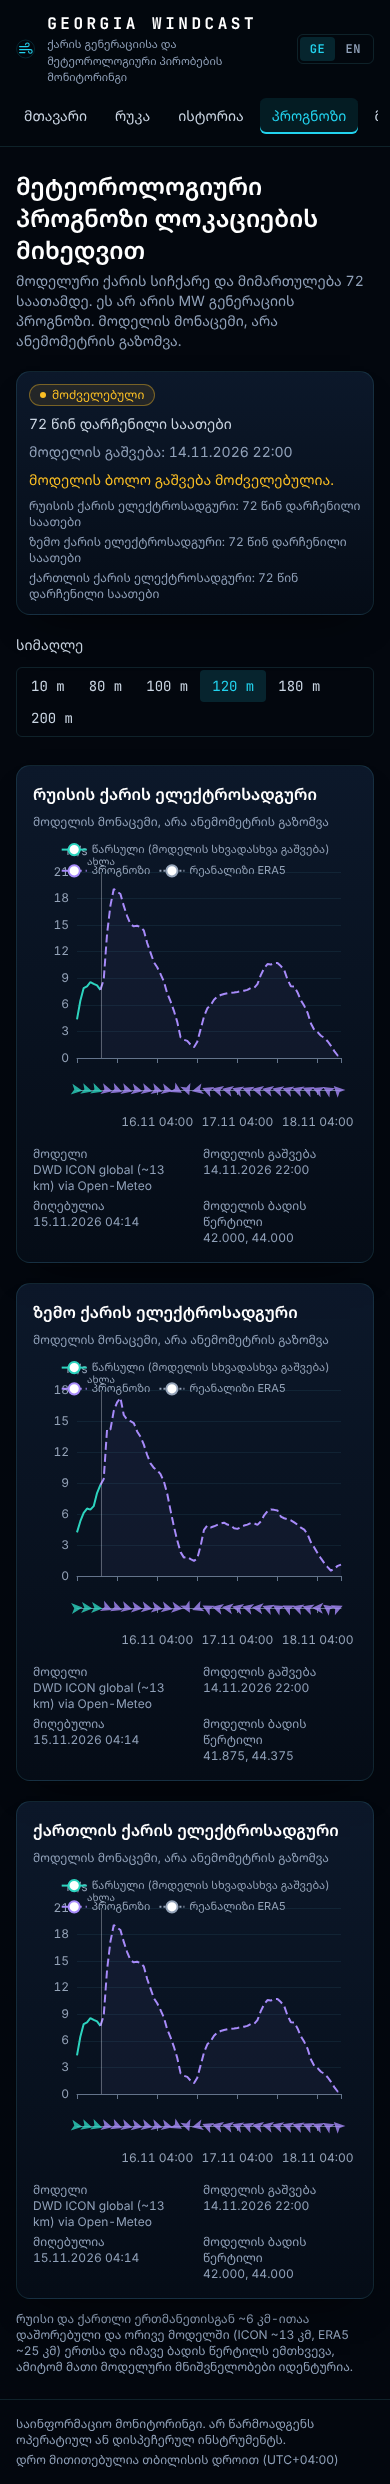 GEORGIA WINDCAST
ქარის გენერაციისა და
მეტეოროლოგიური პირობების
მონიტორინგი
GE EN
მთავარი რუკა ისტორია პროგნოზი
მეტეოროლოგიური
პროგნოზი ლოკაციების
მიხედვით
მოდელური ქარის სიჩქარე და მიმართულება 72
საათამდე. ეს არ არის MW გენერაციის
პროგნოზი. მოდელის მონაცემი, არა
ანემომეტრის გაზომვა.
მოძველებული
72 წინ დარჩენილი საათები
მოდელის გაშვება: 14.11.2026 22:00
მოდელის ბოლო გაშვება მოძველებულია.
რუისის ქარის ელექტროსადგური: 72 წინ დარჩენილი
საათები
ზემო ქარის ელექტროსადგური: 72 წინ დარჩენილი
საათები
ქართლის ქარის ელექტროსადგური: 72 წინ
დარჩენილი საათები
სიმაღლე
10 m 80 m 100 m 120 m 180 m
200 m
რუისის ქარის ელექტროსადგური
მოდელის მონაცემი, არა ანემომეტრის გაზომვა
წარსული (მოდელის სხვადასხვა გაშვება)
ახლა
პროგნოზი რეანალიზი ERA5
21
18
15
12
9
6
3
0
16.11 04:00 17.11 04:00 18.11 04:00
მოდელი
DWD ICON global (~13
km) via Open-Meteo
მოდელის გაშვება
14.11.2026 22:00
მიღებულია
15.11.2026 04:14
მოდელის ბადის
წერტილი
42.000, 44.000
ზემო ქარის ელექტროსადგური
მოდელის მონაცემი, არა ანემომეტრის გაზომვა
წარსული (მოდელის სხვადასხვა გაშვება)
ახლა
პროგნოზი რეანალიზი ERA5
18
15
12
9
6
3
0
16.11 04:00 17.11 04:00 18.11 04:00
მოდელი
DWD ICON global (~13
km) via Open-Meteo
მოდელის გაშვება
14.11.2026 22:00
მიღებულია
15.11.2026 04:14
მოდელის ბადის
წერტილი
41.875, 44.375
ქართლის ქარის ელექტროსადგური
მოდელის მონაცემი, არა ანემომეტრის გაზომვა
წარსული (მოდელის სხვადასხვა გაშვება)
ახლა
პროგნოზი რეანალიზი ERA5
21
18
15
12
9
6
3
0
16.11 04:00 17.11 04:00 18.11 04:00
მოდელი
DWD ICON global (~13
km) via Open-Meteo
მოდელის გაშვება
14.11.2026 22:00
მიღებულია
15.11.2026 04:14
მოდელის ბადის
წერტილი
42.000, 44.000
რუისი და ქართლი ერთმანეთისგან ~6 კმ-ითაა
დაშორებული და ორივე მოდელში (ICON ~13 კმ, ERA5
~25 კმ) ერთსა და იმავე ბადის წერტილს ემთხვევა,
ამიტომ მათი მოდელური მნიშვნელობები იდენტურია.
საინფორმაციო მონიტორინგი. არ წარმოადგენს
ოპერატიულ ან დისპეჩერულ ინსტრუმენტს.
დრო მითითებულია თბილისის დროით (UTC+04:00)